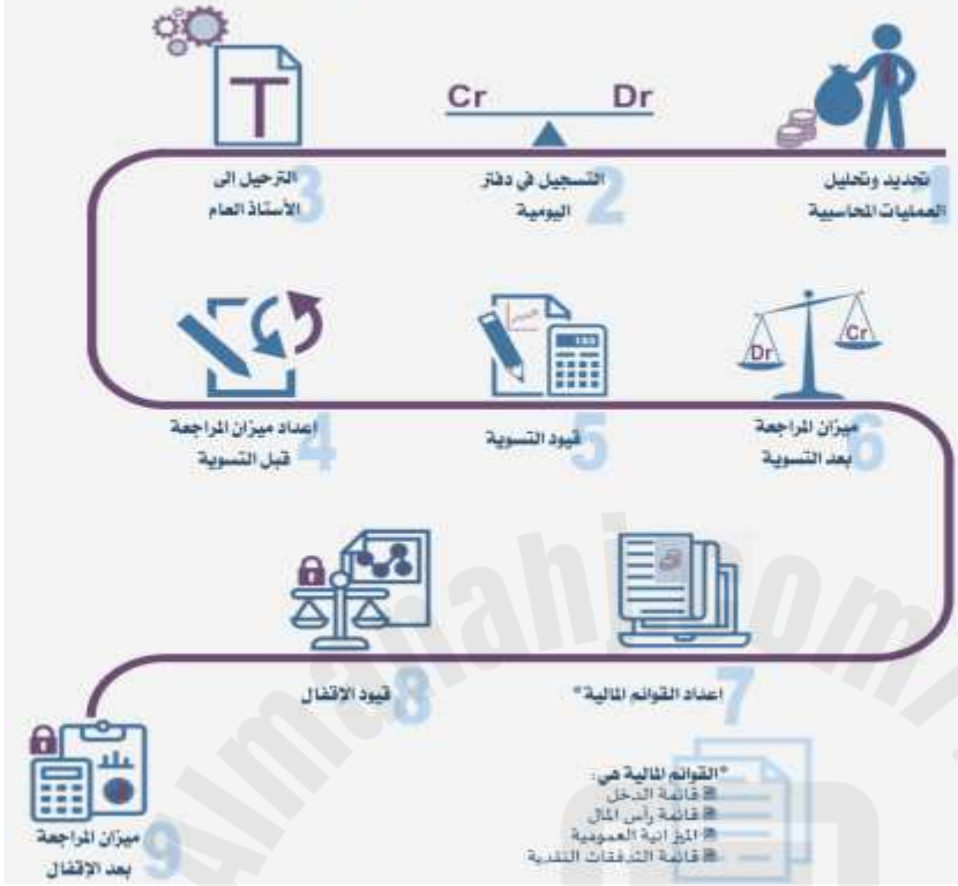 T
Cr
Dr
1
تحديد وتحليل
العمليات المحاسبية
2
التسجيل في دفتر
اليومية
3
الترحيل الى
الأستاذ العام
4
اعداد ميزان المراجعة
قبل التسوية
5
قيود التسوية
Dr
Cr
6
ميزان المراجعة
بعد التسوية
7
اعداد القوائم المالية*
8
قيود الاقفال
*القوائم المالية هي:
قائمة الدخل
قائمة رأس المال
الميزانية العمومية
قائمة التدفقات النقدية
9
ميزان المراجعة
بعد الإقفال
Almanahj.com/